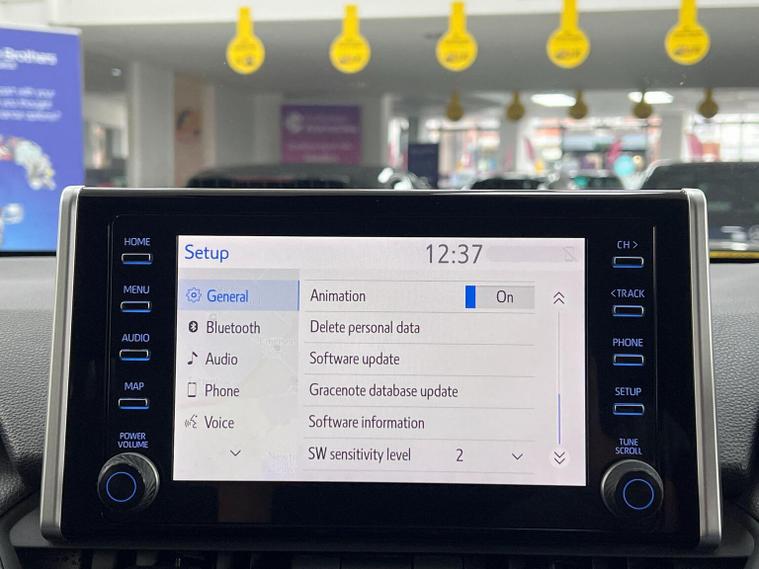 Brothers
HOME
MENU
AUDIO
MAP
POWER
VOLUME
Setup
12:37
General
Bluetooth
Audio
Phone
Voice
Animation
On
Delete personal data
Software update
Gracenote database update
Software information
SW sensitivity level
2
CH >
<TRACK
PHONE
SETUP
TUNE
SCROLL